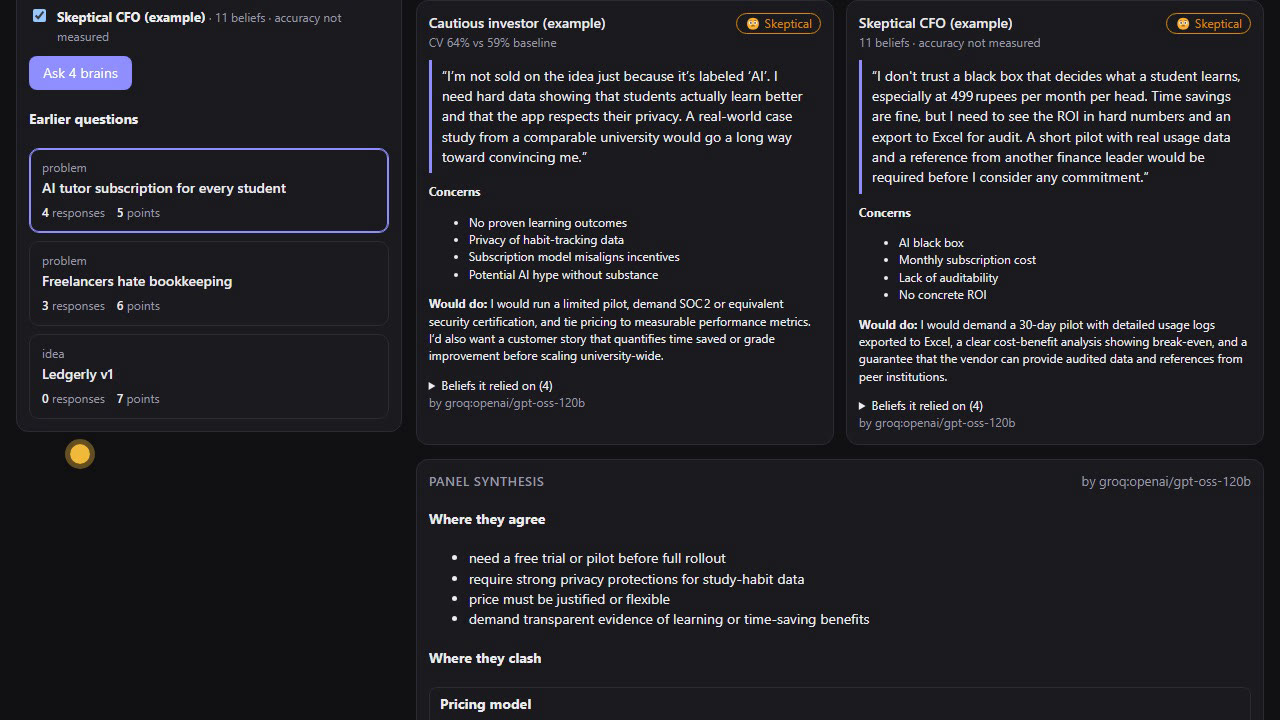 Skeptical CFO (example) · 11 beliefs · accuracy not
measured
Ask 4 brains
Earlier questions
problem
AI tutor subscription for every student
4 responses 5 points
problem
Freelancers hate bookkeeping
3 responses 6 points
idea
Ledgerly v1
0 responses 7 points
Cautious investor (example)
Skeptical
CV 64% vs 59% baseline
“I’m not sold on the idea just because it’s labeled ‘AI’. I
need hard data showing that students actually learn better
and that the app respects their privacy. A real-world case
study from a comparable university would go a long way
toward convincing me.”
Concerns
• No proven learning outcomes
• Privacy of habit-tracking data
• Subscription model misaligns incentives
• Potential AI hype without substance
Would do: I would run a limited pilot, demand SOC 2 or equivalent
security certification, and tie pricing to measurable performance metrics.
I’d also want a customer story that quantifies time saved or grade
improvement before scaling university-wide.
▶ Beliefs it relied on (4)
by groq:openai/gpt-oss-120b
Skeptical CFO (example)
Skeptical
11 beliefs · accuracy not measured
“I don’t trust a black box that decides what a student learns,
especially at 499 rupees per month per head. Time savings
are fine, but I need to see the ROI in hard numbers and an
export to Excel for audit. A short pilot with real usage data
and a reference from another finance leader would be
required before I consider any commitment.”
Concerns
• AI black box
• Monthly subscription cost
• Lack of auditability
• No concrete ROI
Would do: I would demand a 30-day pilot with detailed usage logs
exported to Excel, a clear cost-benefit analysis showing break-even, and a
guarantee that the vendor can provide audited data and references from
peer institutions.
▶ Beliefs it relied on (4)
by groq:openai/gpt-oss-120b
PANEL SYNTHESIS
by groq:openai/gpt-oss-120b
Where they agree
• need a free trial or pilot before full rollout
• require strong privacy protections for study-habit data
• price must be justified or flexible
• demand transparent evidence of learning or time-saving benefits
Where they clash
Pricing model